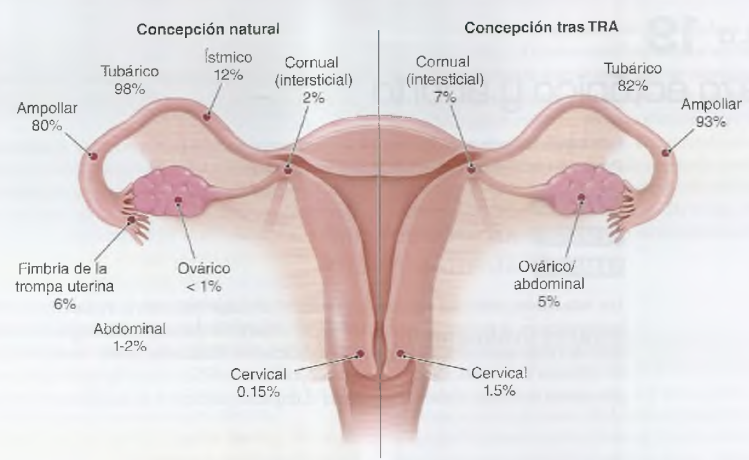 Concepción natural
Concepción tras TRA
Ístmico
12%
Tubárico
98%
Cornual
(intersticial)
2%
Ampollar
80%
Cornual
(intersticial)
7%
Tubárico
82%
Ampollar
93%
Fimbria de la
trompa uterina
6%
Ovárico
< 1%
Abdominal
1-2%
Cervical
0.15%
Ovárico/
abdominal
5%
Cervical
1.5%